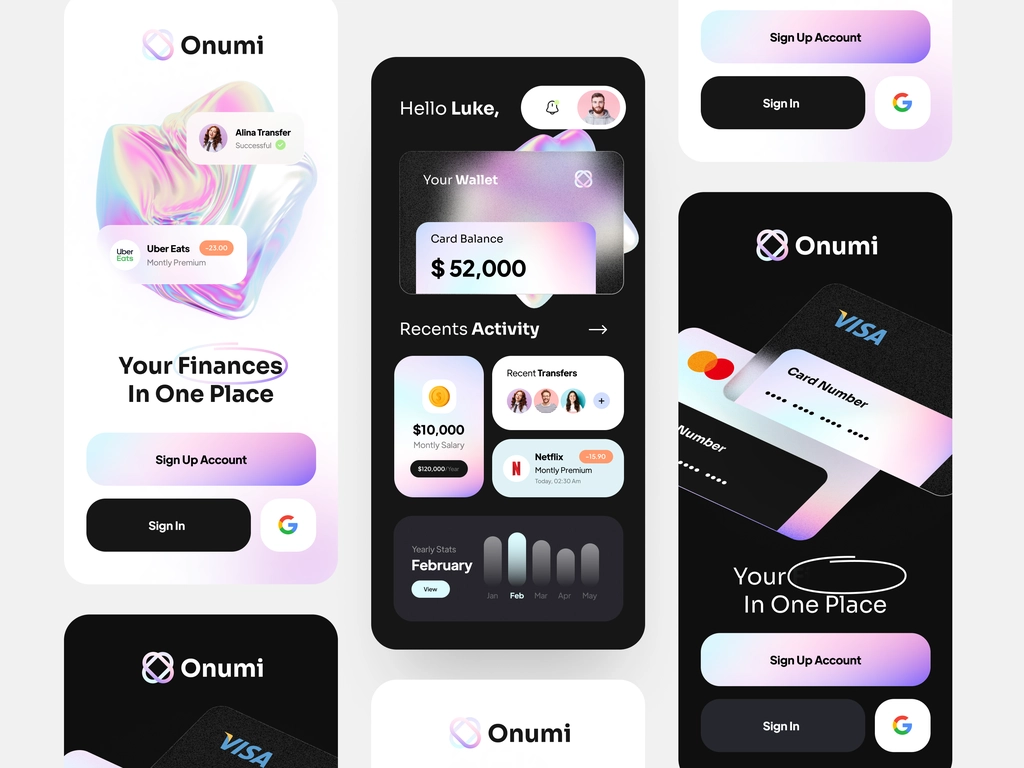 Onumi
Alina Transfer
Successful
Uber
Eats
Uber Eats
-23.00
Montly Premium
Your Finances
In One Place
Sign Up Account
Sign In
G
Onumi
VISA
Hello Luke,
Your Wallet
Card Balance
$ 52,000
Recents Activity
$
$10,000
Montly Salary
$120,000/Year
Recent Transfers
+
N
Netflix
-15.90
Montly Premium
Today, 02:30 Am
Yearly Stats
February
View
Jan Feb Mar Apr May
Onumi
Sign Up Account
Sign In
G
Onumi
VISA
Card Number
•••• •••• •••• ••••
Number
•••• ••••
Your
In One Place
Sign Up Account
Sign In
G